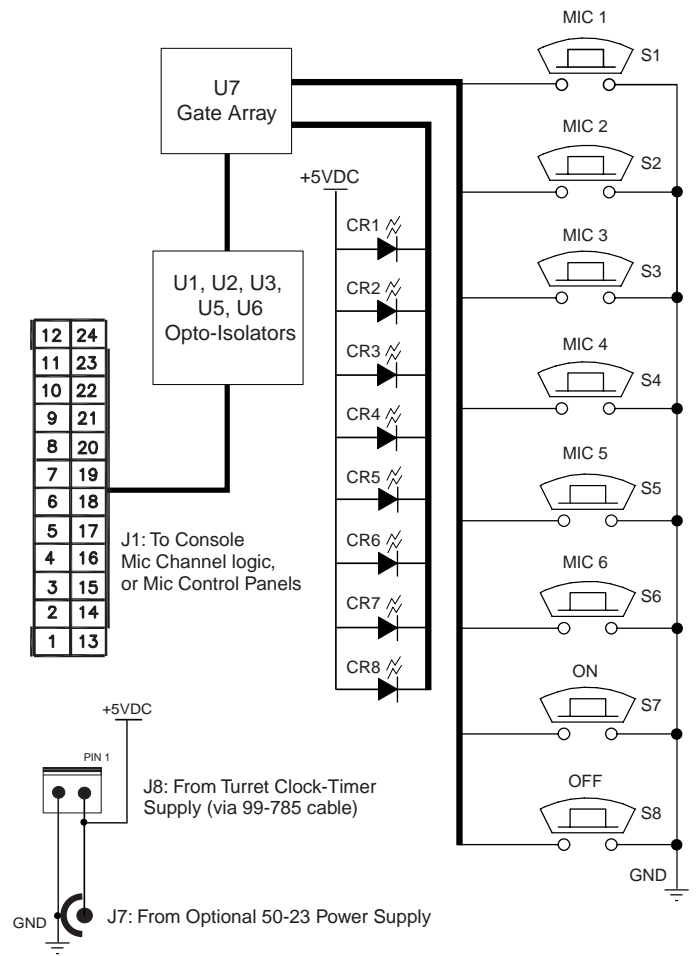 MIC 1
S1
U7
Gate Array
MIC 2
S2
+5VDC
CR1
MIC 3
S3
U1, U2, U3,
U5, U6
Opto-Isolators
CR2
12 24
11 23
10 22
9 21
8 20
7 19
6 18
5 17
4 16
3 15
2 14
1 13
CR3
MIC 4
S4
CR4
MIC 5
S5
CR5
J1: To Console
Mic Channel logic,
or Mic Control Panels
CR6
MIC 6
S6
CR7
CR8
ON
S7
+5VDC
PIN 1
J8: From Turret Clock-Timer
Supply (via 99-785 cable)
OFF
S8
GND
GND
J7: From Optional 50-23 Power Supply